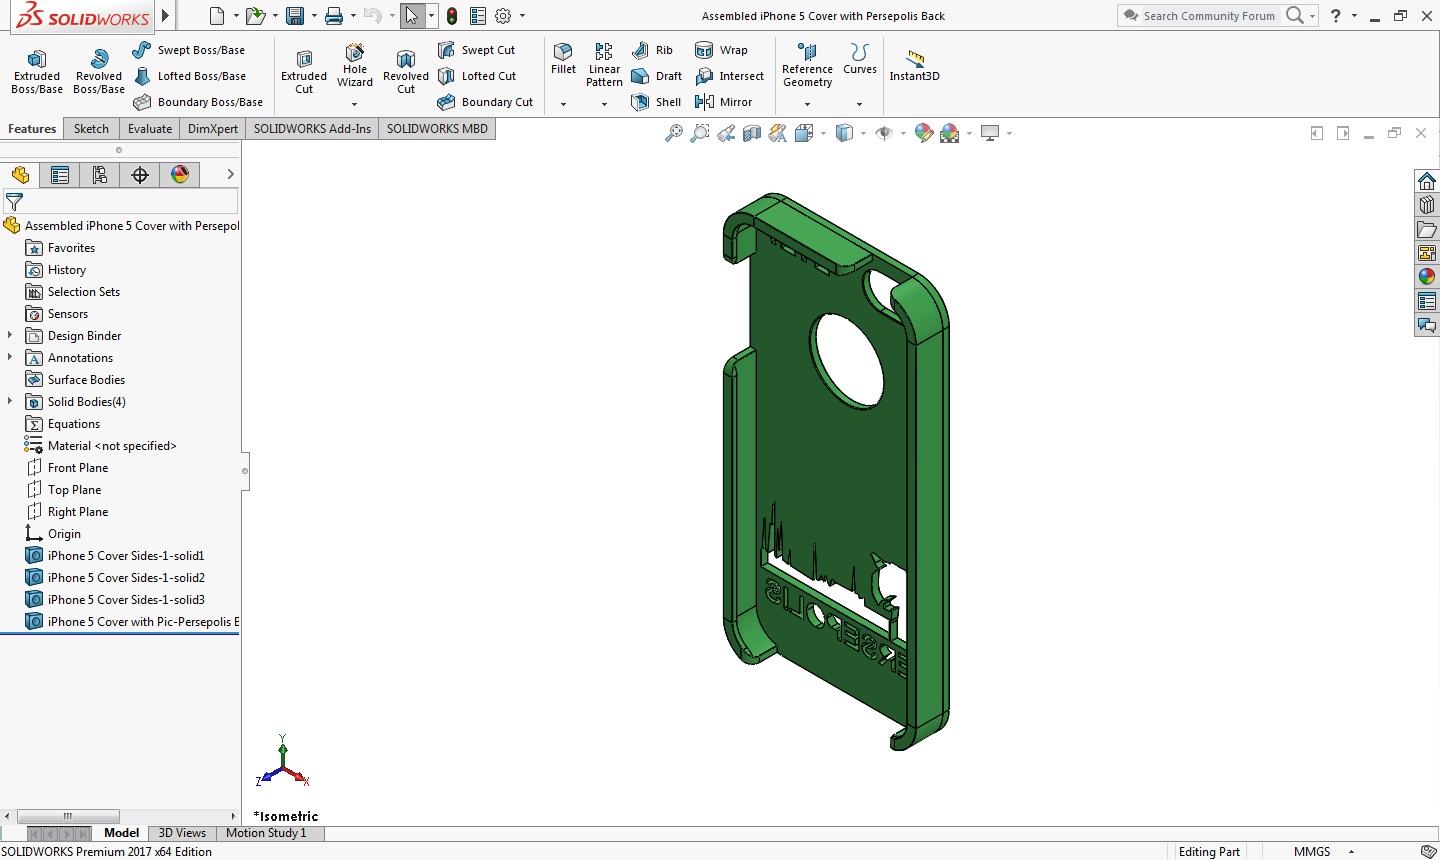 SOLIDWORKS
Assembled iPhone 5 Cover with Persepolis Back
Search Community Forum
?
Extruded Boss/Base
Revolved Boss/Base
Swept Boss/Base
Lofted Boss/Base
Boundary Boss/Base
Extruded Cut
Hole Wizard
Revolved Cut
Swept Cut
Lofted Cut
Boundary Cut
Fillet
Linear Pattern
Rib
Draft
Shell
Wrap
Intersect
Mirror
Reference Geometry
Curves
Instant3D
Features
Sketch
Evaluate
DimXpert
SOLIDWORKS Add-Ins
SOLIDWORKS MBD
Assembled iPhone 5 Cover with Persepol
Favorites
History
Selection Sets
Sensors
Design Binder
Annotations
Surface Bodies
Solid Bodies(4)
Equations
Material <not specified>
Front Plane
Top Plane
Right Plane
Origin
iPhone 5 Cover Sides-1-solid1
iPhone 5 Cover Sides-1-solid2
iPhone 5 Cover Sides-1-solid3
iPhone 5 Cover with Pic-Persepolis B
ERSEPOLIS
Y
Z
X
*Isometric
Model
3D Views
Motion Study 1
SOLIDWORKS Premium 2017 x64 Edition
Editing Part
MMGS